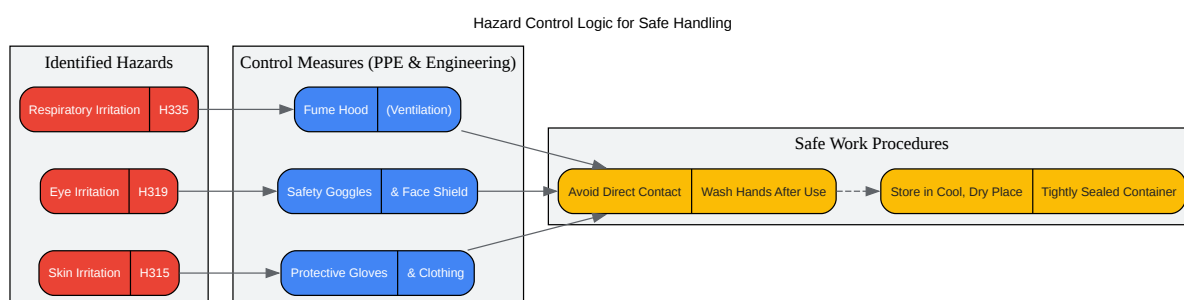 Hazard Control Logic for Safe Handling
Identified Hazards
Respiratory Irritation H335
Eye Irritation H319
Skin Irritation H315
Control Measures (PPE & Engineering)
Fume Hood (Ventilation)
Safety Goggles & Face Shield
Protective Gloves & Clothing
Safe Work Procedures
Avoid Direct Contact Wash Hands After Use
Store in Cool, Dry Place Tightly Sealed Container